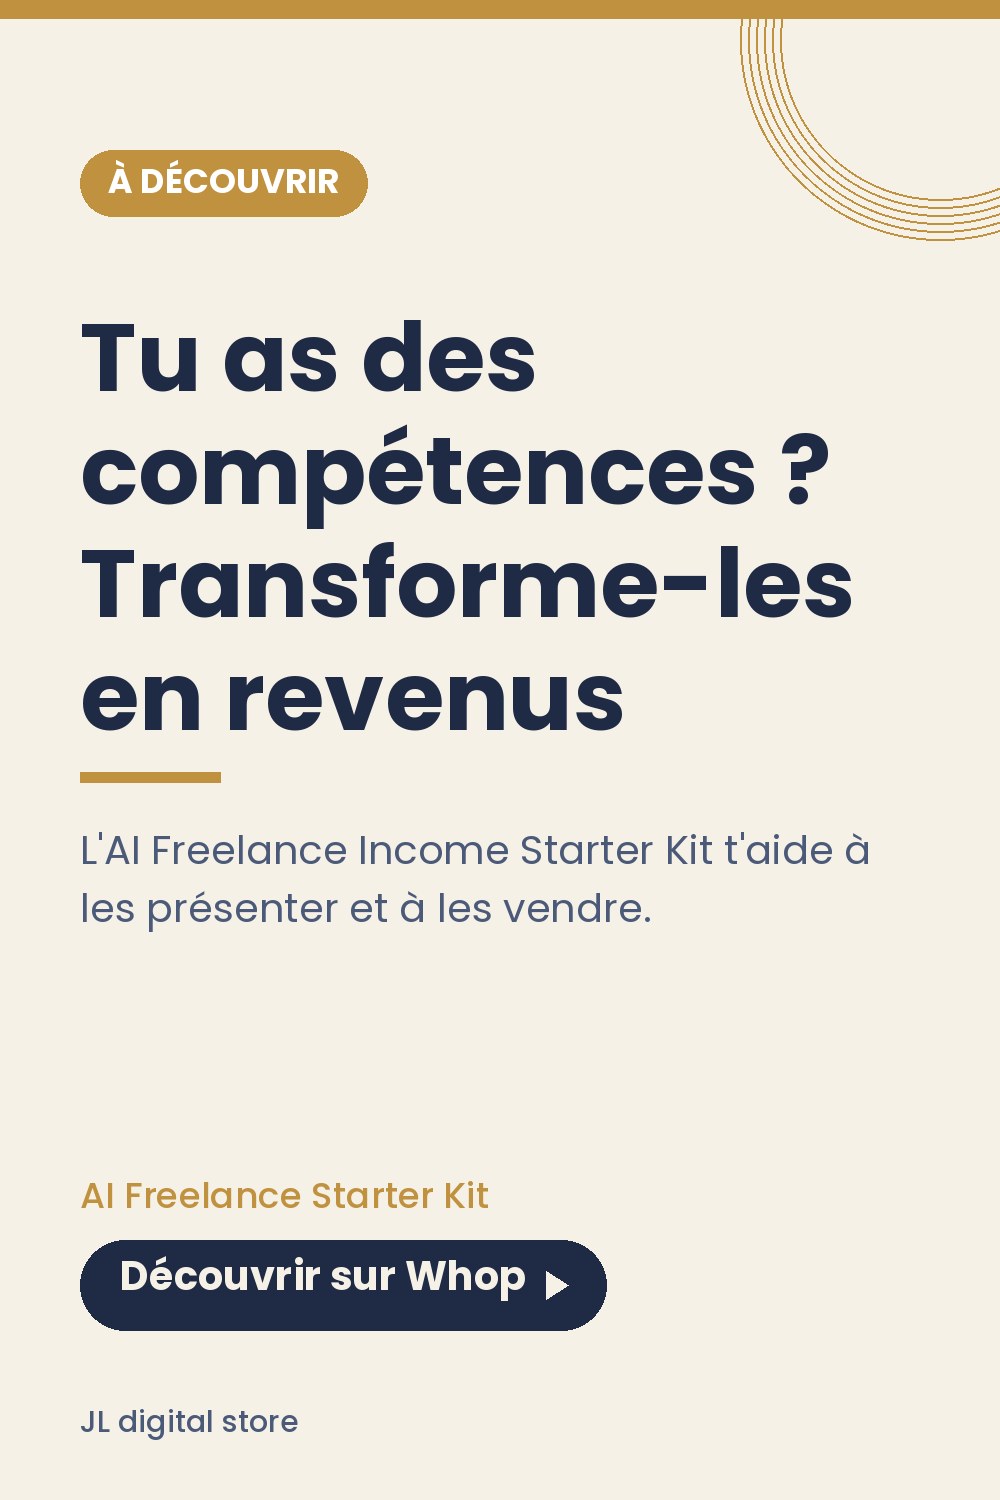 À DÉCOUVRIR
Tu as des
compétences ?
Transforme-les
en revenus
L'AI Freelance Income Starter Kit t'aide à
les présenter et à les vendre.
AI Freelance Starter Kit
Découvrir sur Whop
JL digital store